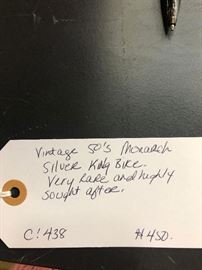 Vintage 50's Monarch
Silver King Bike.
Very Rare and highly
sought after.
C! 438 $450.